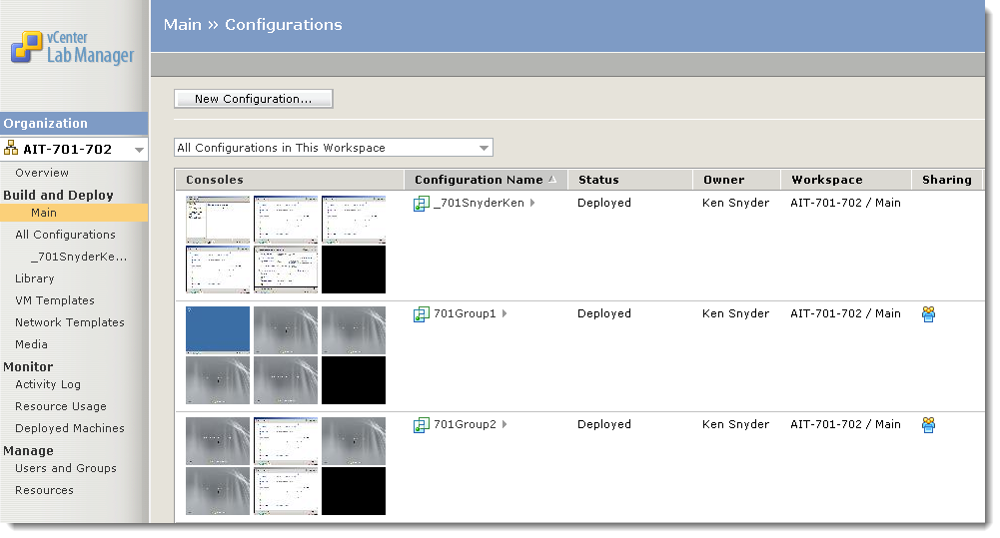 vCenter
Lab Manager
Main » Configurations
New Configuration...
Organization
AIT-701-702
Overview
Build and Deploy
Main
All Configurations
_701SnyderKe...
Library
VM Templates
Network Templates
Media
Monitor
Activity Log
Resource Usage
Deployed Machines
Manage
Users and Groups
Resources
All Configurations in This Workspace
Consoles Configuration Name Status Owner Workspace Sharing
_701SnyderKen Deployed Ken Snyder AIT-701-702 / Main
701Group1 Deployed Ken Snyder AIT-701-702 / Main
701Group2 Deployed Ken Snyder AIT-701-702 / Main